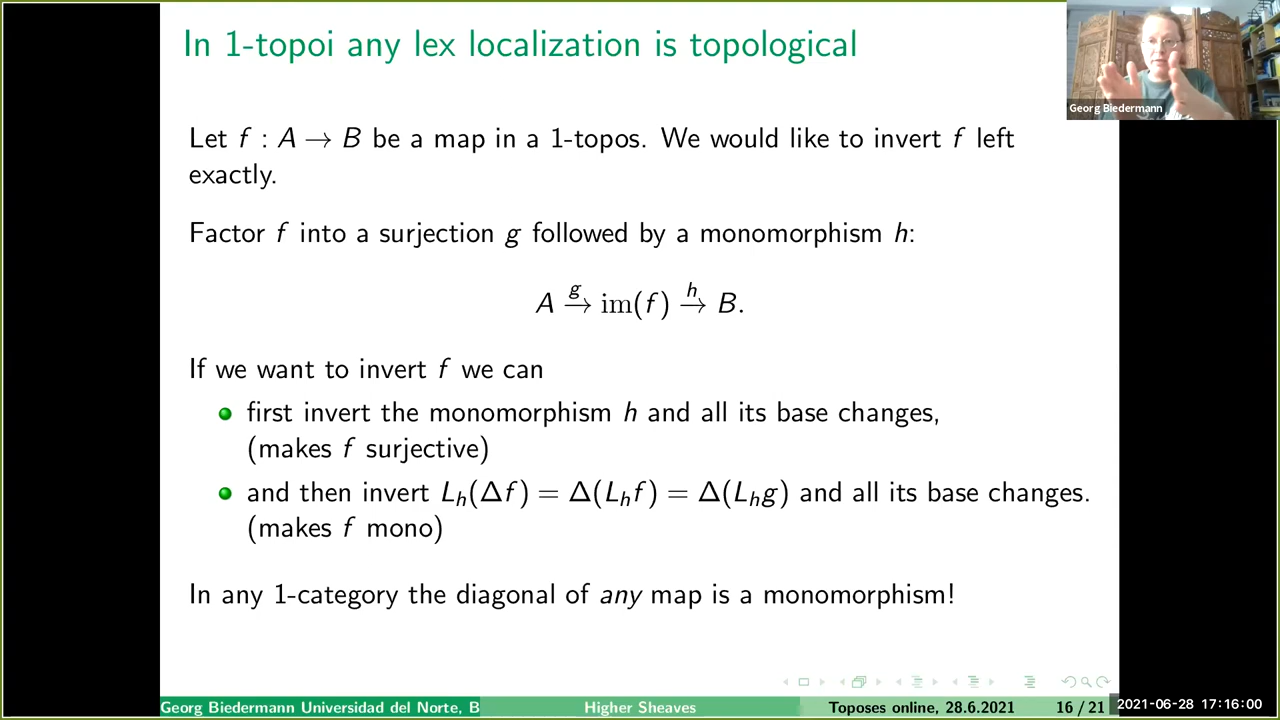 In 1-topoi any lex localization is topological
Georg Biedermann
Let f : A → B be a map in a 1-topos. We would like to invert f left
exactly.
Factor f into a surjection g followed by a monomorphism h:
A →^g im(f) →^h B.
If we want to invert f we can
first invert the monomorphism h and all its base changes,
(makes f surjective)
and then invert L_h(Δf) = Δ(L_h f) = Δ(L_h g) and all its base changes.
(makes f mono)
In any 1-category the diagonal of any map is a monomorphism!
Georg Biedermann Universidad del Norte, B
Higher Sheaves
Toposes online, 28.6.2021
16 / 21
2021-06-28 17:16:00